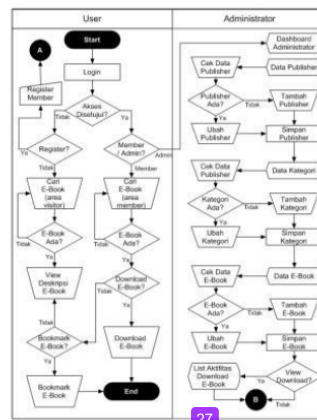 User
Administrator
Start
A
Login
Dashboard
Administrator
Register
Member
Akses
Disetujui?
Tidak
Ya
Cek Data
Publisher
Data Publisher
Publisher
Ada?
Tidak
Tambah
Publisher
Ya
Register?
Ya
Tidak
Member
/ Admin?
Admin
Member
Ubah
Publisher
Simpan
Publisher
Cek Data
Publisher
Data Kategori
Cari
E-Book
(area
visitor)
Cari
E-Book
(area
member)
Kategori
Ada?
Tidak
Tambah
Kategori
Ya
E-Book
Ada?
Tidak
Ya
E-Book
Ada?
Tidak
Ya
Ubah
Kategori
Simpan
Kategori
Cek Data
E-Book
Data E-Book
View
Deskripsi
E-Book
Download
E-Book?
Tidak
Ya
E-Book
Ada?
Tidak
Tambah
E-Book
Ya
Ubah
E-Book
Simpan
E-Book
Tidak
Bookmark
E-Book?
Ya
Download
E-Book
List Aktifitas
Download
E-Book
Ya
View
Download?
Tidak
Bookmark
E-Book
End
B
27